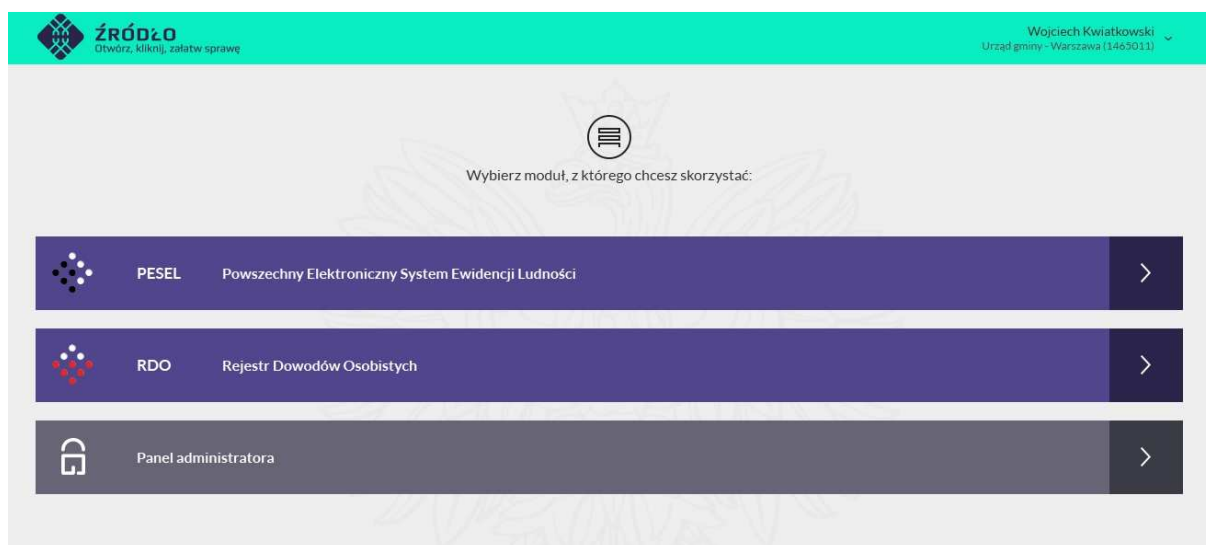 ŹRÓDŁO
Otwórz, kliknij, załatw sprawę
Wojciech Kwiatkowski
Urząd gminy - Warszawa (1465011)
Wybierz moduł, z którego chcesz skorzystać:
PESEL Powszechny Elektroniczny System Ewidencji Ludności
RDO Rejestr Dowodów Osobistych
Panel administratora